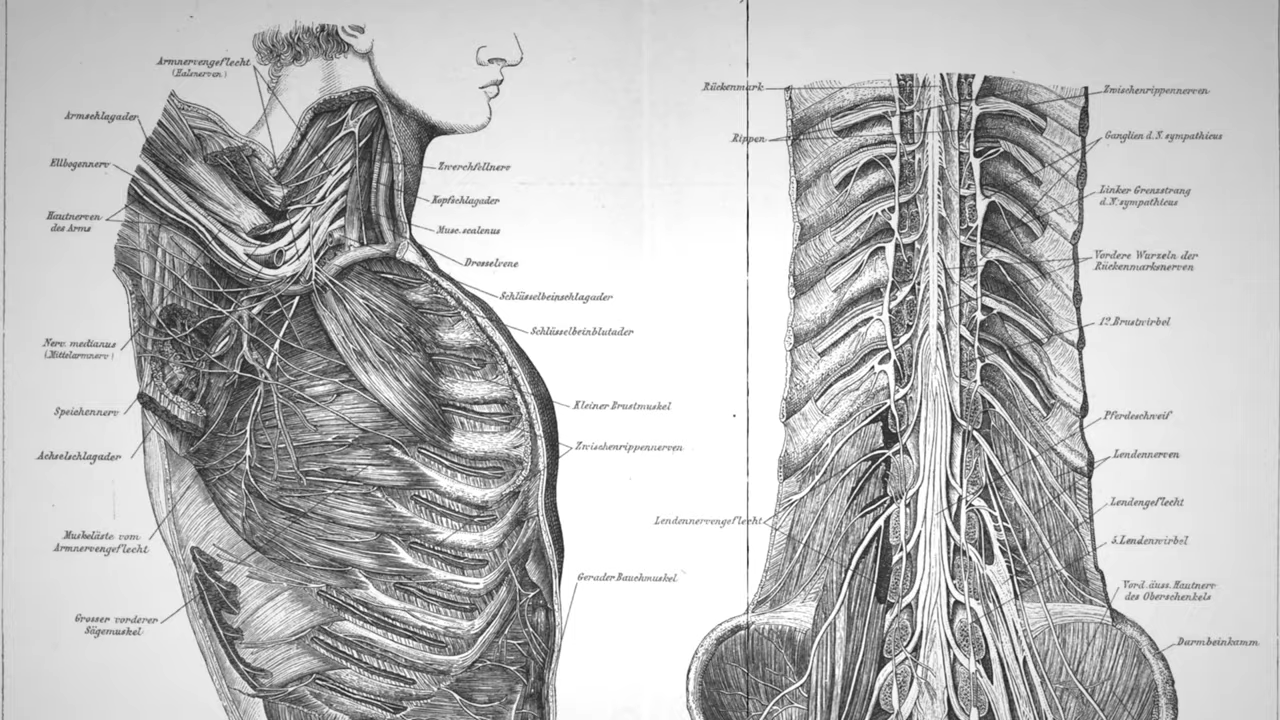 Armnervengeflecht
(Halsnerven)
Armschlagader
Ellbogennerv
Hautnerven
des Arms
Nerv. medianus
(Mittelarmnerv)
Speichennerv
Achselschlagader
Muskeläste vom
Armnervengeflecht
Grosser vorderer
Sägemuskel
Zwerchfellnerv
Kopfschlagader
Musc. scalenus
Drosselvene
Schlüsselbeinschlagader
Schlüsselbeinblutader
Kleiner Brustmuskel
Zwischenrippennerven
Gerader Bauchmuskel
Rückenmark
Rippen
Lendennervengeflecht
Zwischenrippennerven
Ganglien d. N. sympathicus
Linker Grenzstrang
d. N. sympathicus
Vordere Wurzeln der
Rückenmarksnerven
12. Brustwirbel
Pferdeschweif
Lendennerven
Lendengeflecht
5. Lendenwirbel
Vord. äuss. Hautnerv
des Oberschenkels
Darmbeinkamm